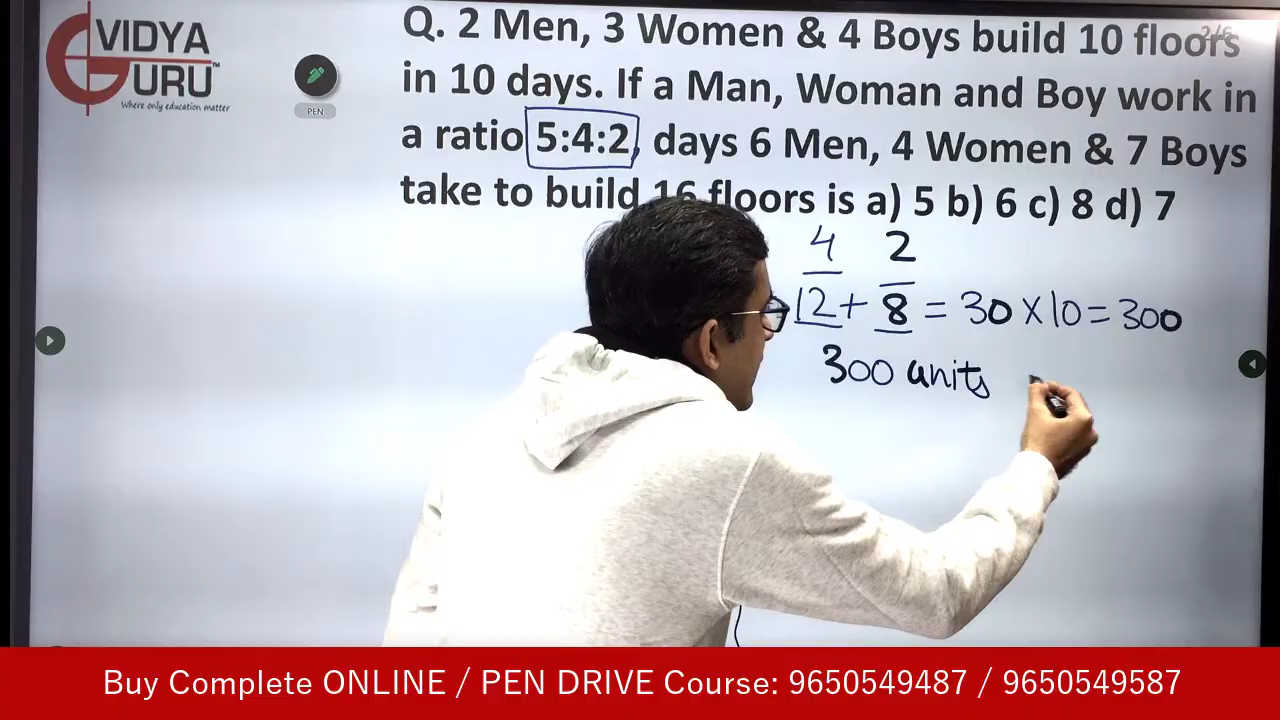 VIDYA
GURU™
Where only education matter
PEN
Q. 2 Men, 3 Women & 4 Boys build 10 floors
2/6
in 10 days. If a Man, Woman and Boy work in
a ratio 5:4:2, days 6 Men, 4 Women & 7 Boys
take to build 16 floors is a) 5 b) 6 c) 8 d) 7
4 2
12 + 8 = 30 x 10 = 300
300 units
Buy Complete ONLINE / PEN DRIVE Course: 9650549487 / 9650549587